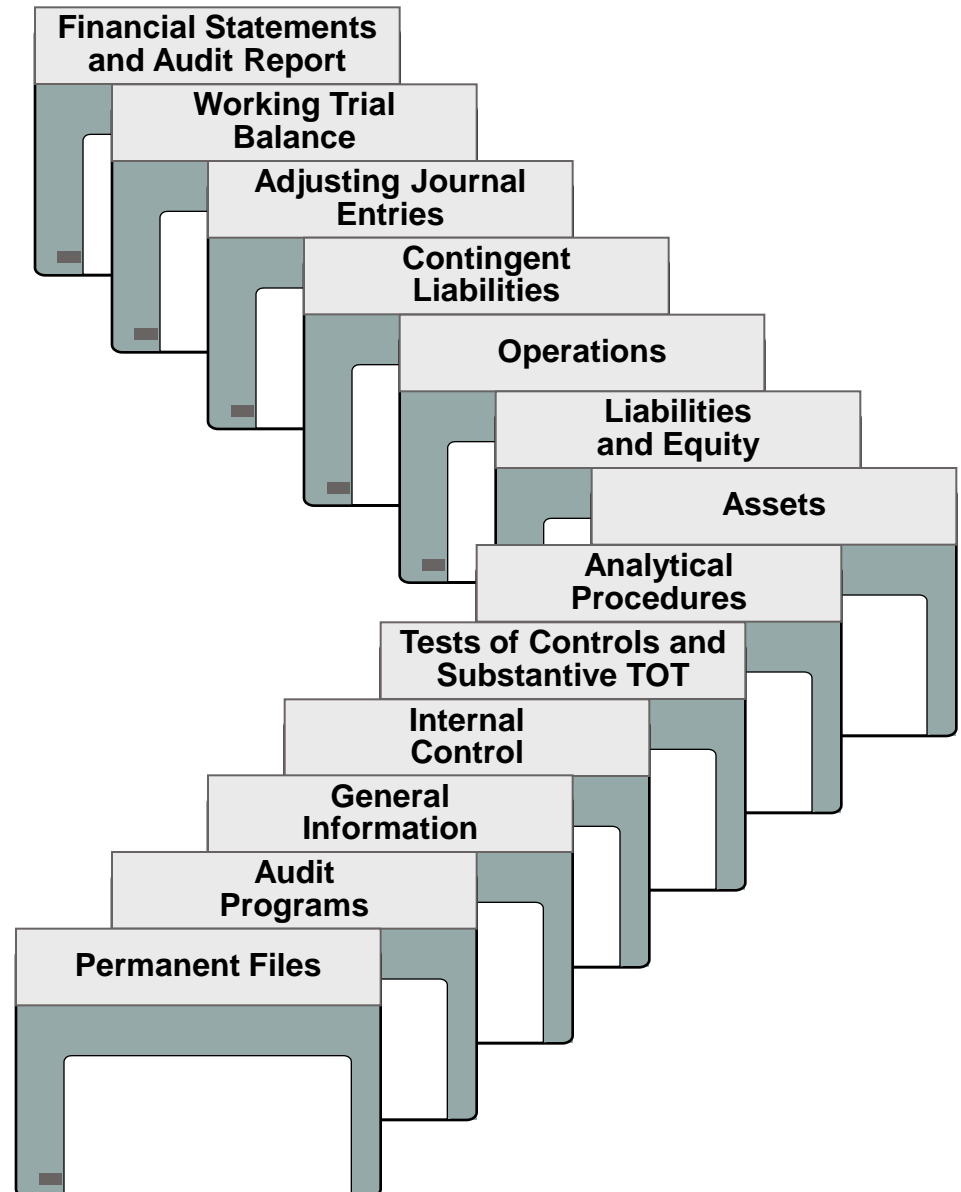 Financial Statements
and Audit Report
Working Trial
Balance
Adjusting Journal
Entries
Contingent
Liabilities
Operations
Liabilities
and Equity
Assets
Analytical
Procedures
Tests of Controls and
Substantive TOT
Internal
Control
General
Information
Audit
Programs
Permanent Files